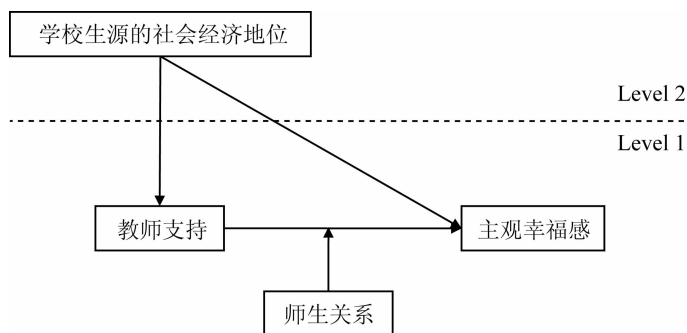 学校生源的社会经济地位
Level 2
Level 1
教师支持
主观幸福感
师生关系